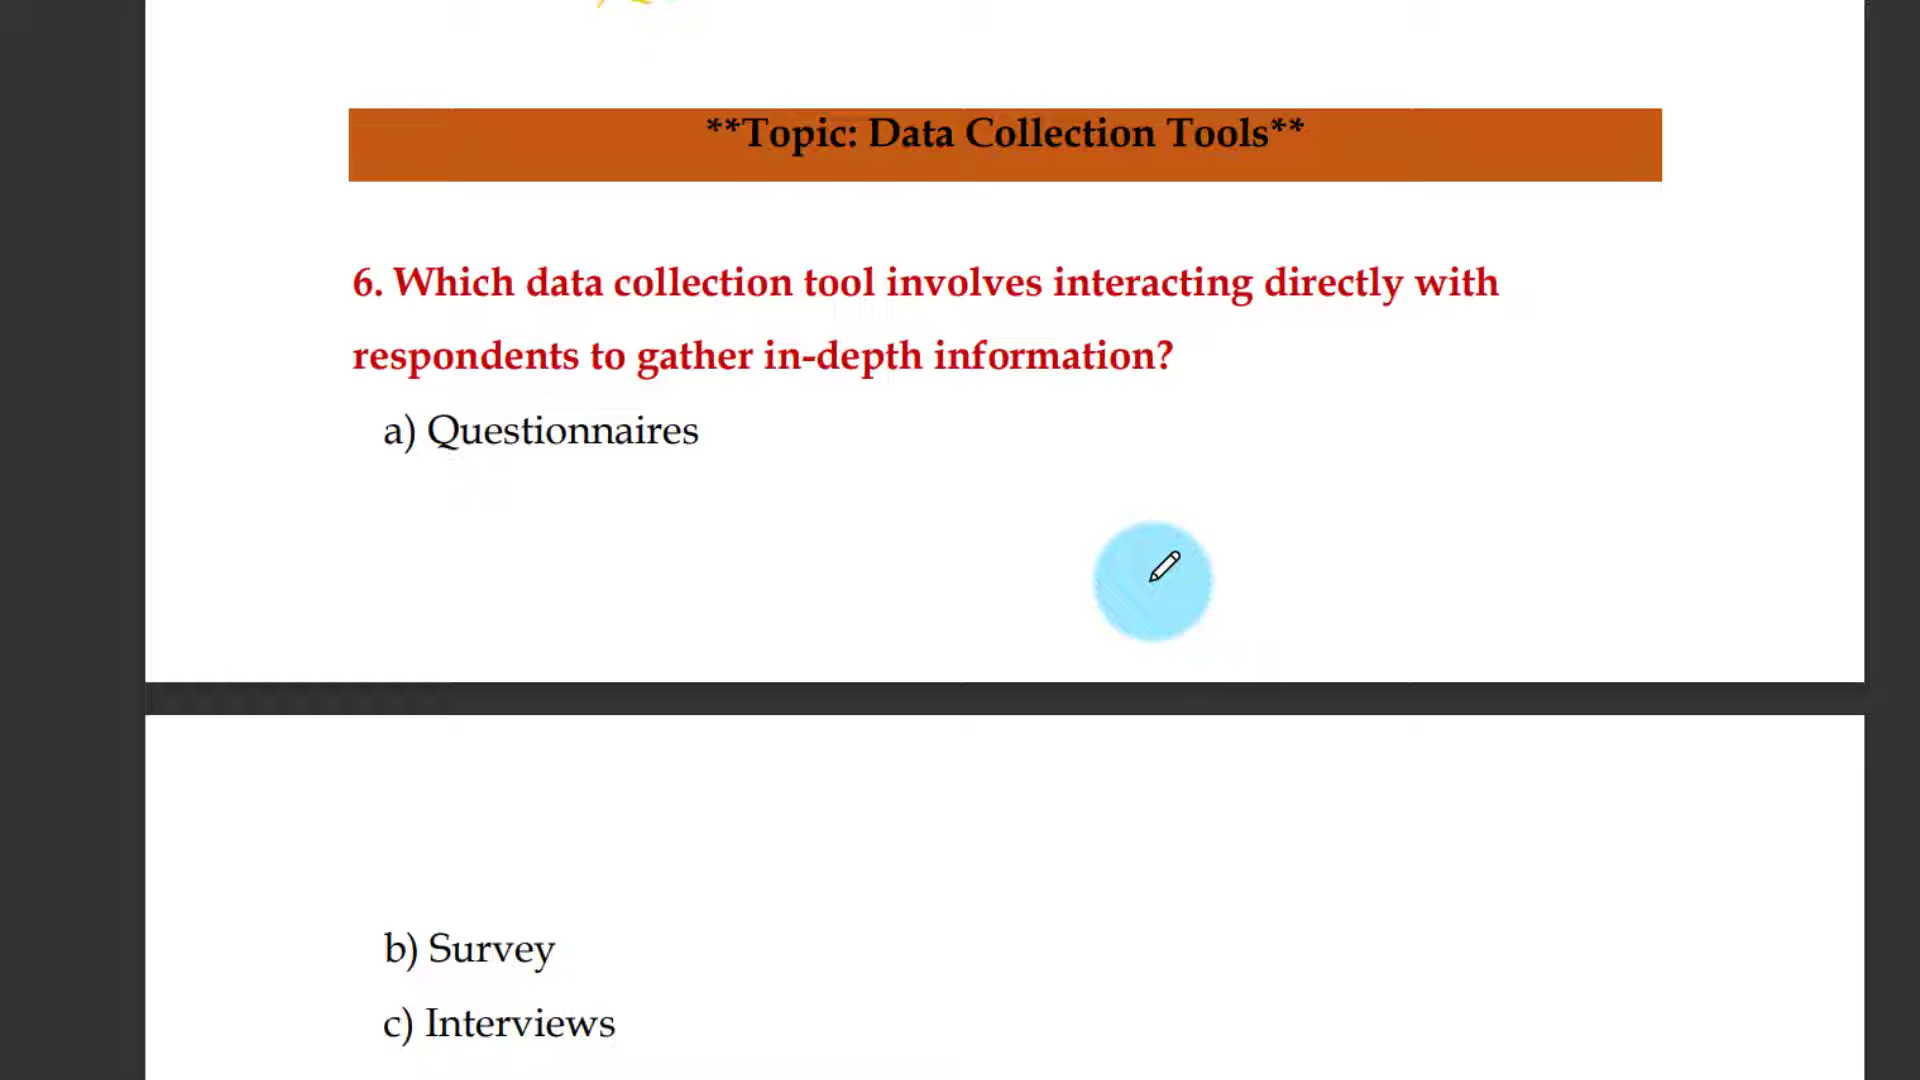 **Topic: Data Collection Tools**
6. Which data collection tool involves interacting directly with
respondents to gather in-depth information?
a) Questionnaires
b) Survey
c) Interviews